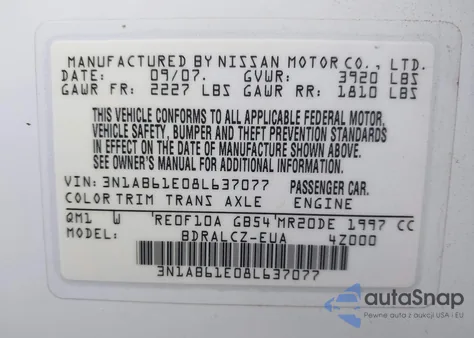 MANUFACTURED BY NISSAN MOTOR CO., LTD.
DATE: 09/07. GVWR: 3920 LBS
GAWR FR: 2227 LBS GAWR RR: 1810 LBS
THIS VEHICLE CONFORMS TO ALL APPLICABLE FEDERAL MOTOR,
VEHICLE SAFETY, BUMPER AND THEFT PREVENTION STANDARDS
IN EFFECT ON THE DATE OF MANUFACTURE SHOWN ABOVE.
SEE OWNER'S MANUAL FOR ADDITIONAL INFORMATION.
VIN: 3N1AB61E08L637077 PASSENGER CAR.
COLOR TRIM TRANS AXLE ENGINE
QM1 W RE0F10A GB54 MR20DE 1997 CC
MODEL: BDRALCZ-EUA 4Z000
3N1AB61E08L637077
autoSnap
Pewne auta z aukcji USA i EU